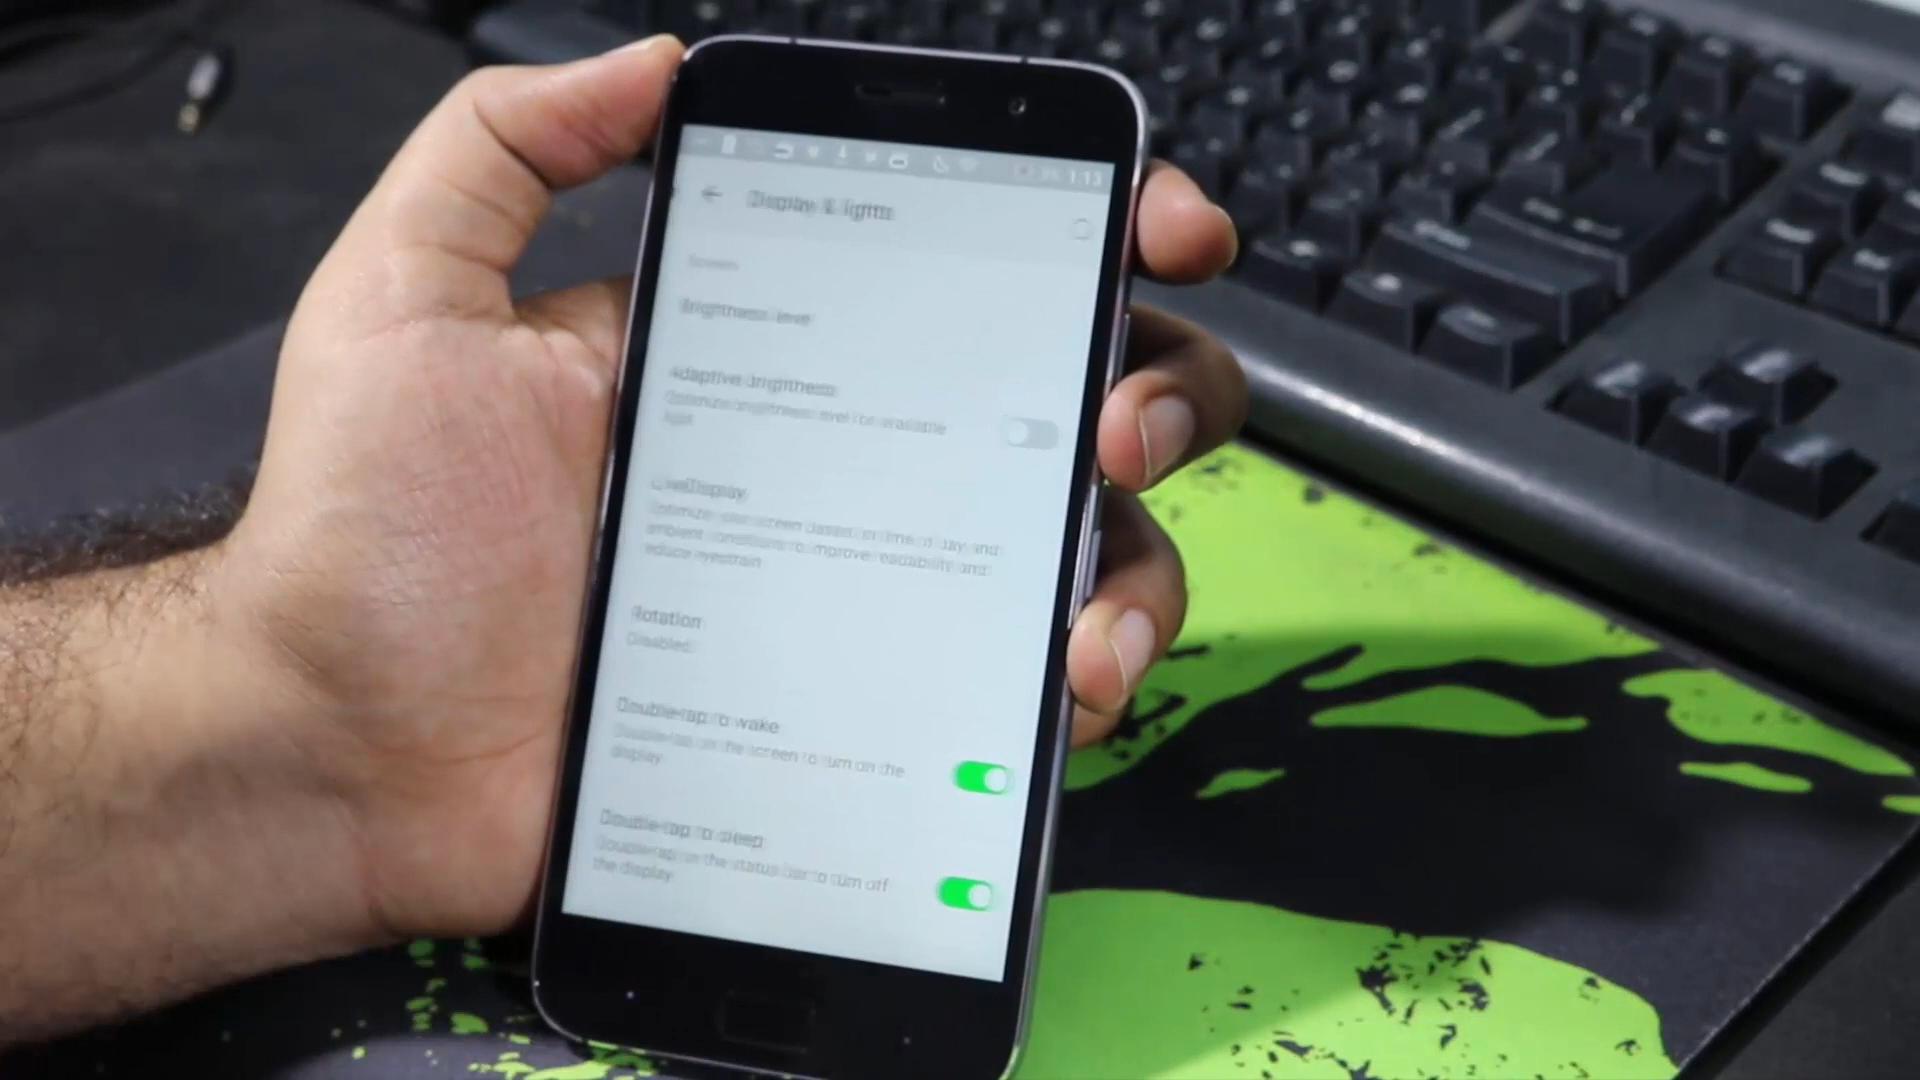 1:13
Display & lights
Screen
Brightness level
Adaptive brightness
Optimize brightness level for available
light
LiveDisplay
Optimize your screen based on time of day and
ambient conditions to improve readability and
reduce eyestrain
Rotation
Disabled
Double-tap to wake
Double-tap on the screen to turn on the
display
Double-tap to sleep
Double-tap on the status bar to turn off
the display